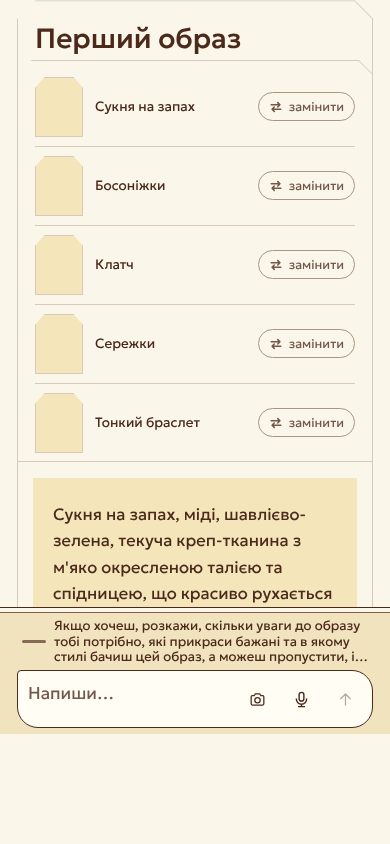 Перший образ
Сукня на запах
замінити
Босоніжки
замінити
Клатч
замінити
Сережки
замінити
Тонкий браслет
замінити
Сукня на запах, міді, шавлієво-
зелена, текуча креп-тканина з
м'яко окресленою талією та
спідницею, що красиво рухається
Якщо хочеш, розкажи, скільки уваги до образу
тобі потрібно, які прикраси бажані та в якому
стилі бачиш цей образ, а можеш пропустити, і…
Напиши...